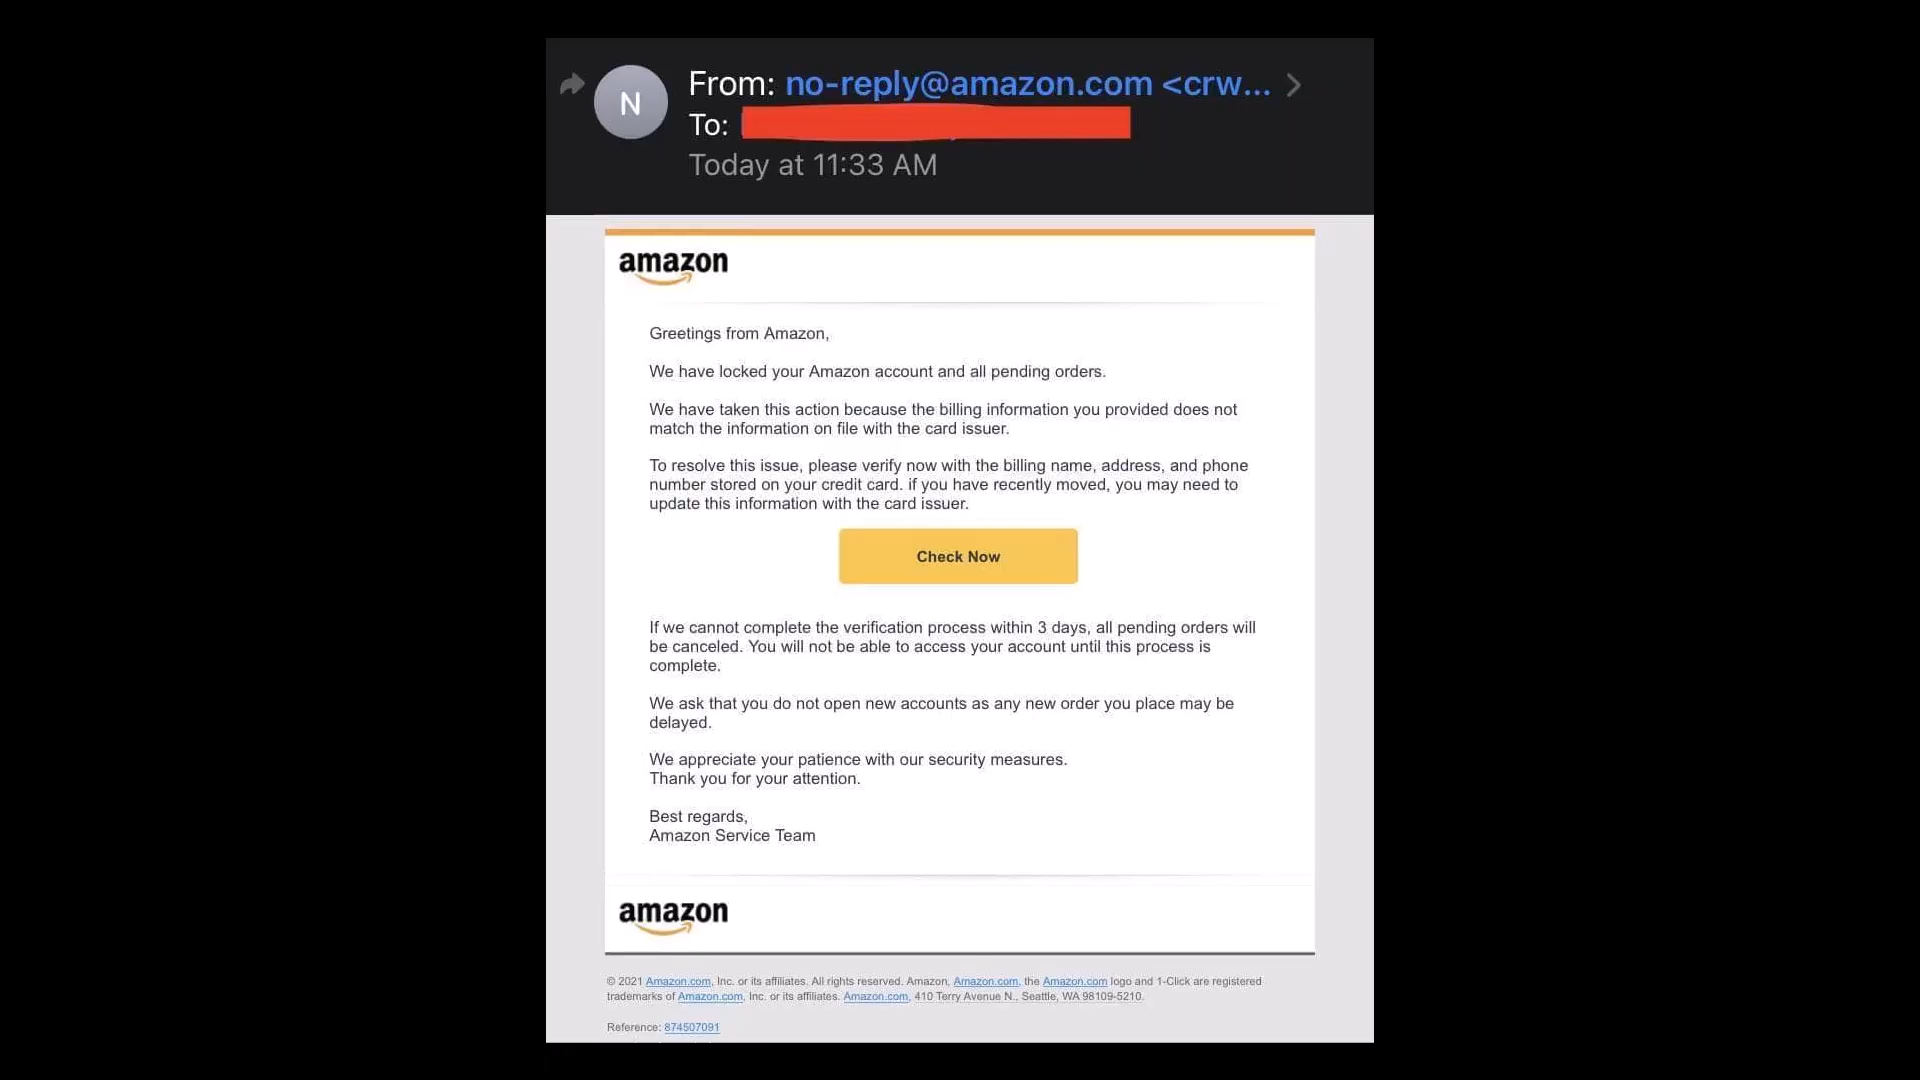 From: no-reply@amazon.com <crw...
N
To:
Today at 11:33 AM
amazon
Greetings from Amazon,
We have locked your Amazon account and all pending orders.
We have taken this action because the billing information you provided does not
match the information on file with the card issuer.
To resolve this issue, please verify now with the billing name, address, and phone
number stored on your credit card. if you have recently moved, you may need to
update this information with the card issuer.
Check Now
If we cannot complete the verification process within 3 days, all pending orders will
be canceled. You will not be able to access your account until this process is
complete.
We ask that you do not open new accounts as any new order you place may be
delayed.
We appreciate your patience with our security measures.
Thank you for your attention.
Best regards,
Amazon Service Team
amazon
© 2021 Amazon.com, Inc. or its affiliates. All rights reserved. Amazon, Amazon.com, the Amazon.com logo and 1-Click are registered
trademarks of Amazon.com, Inc. or its affiliates. Amazon.com, 410 Terry Avenue N., Seattle, WA 98109-5210.
Reference: 874507091